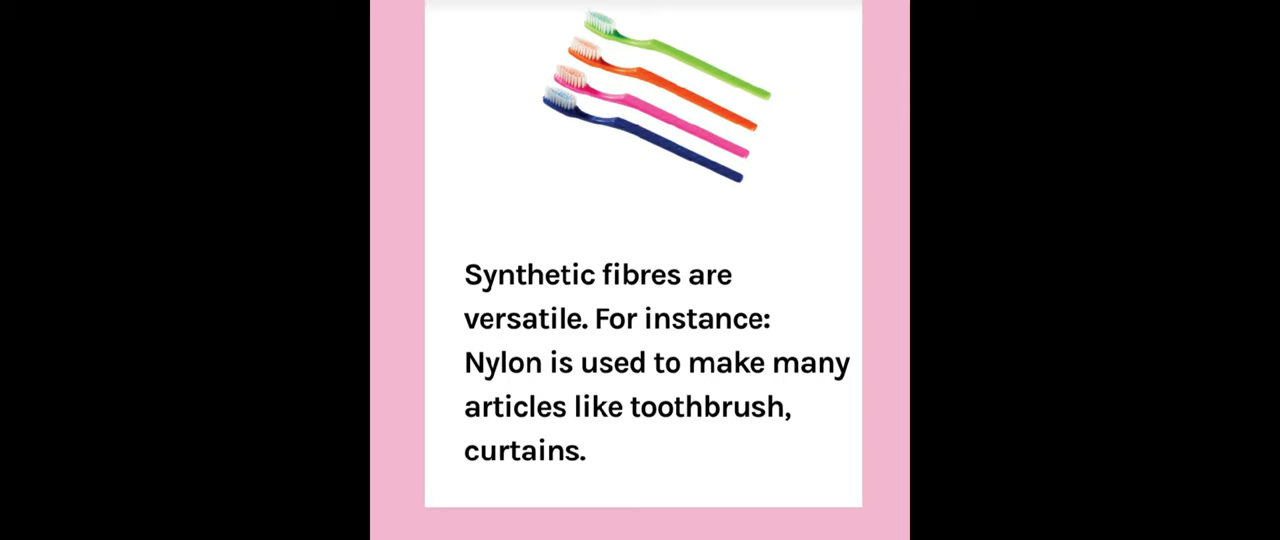 Synthetic fibres are
versatile. For instance:
Nylon is used to make many
articles like toothbrush,
curtains.